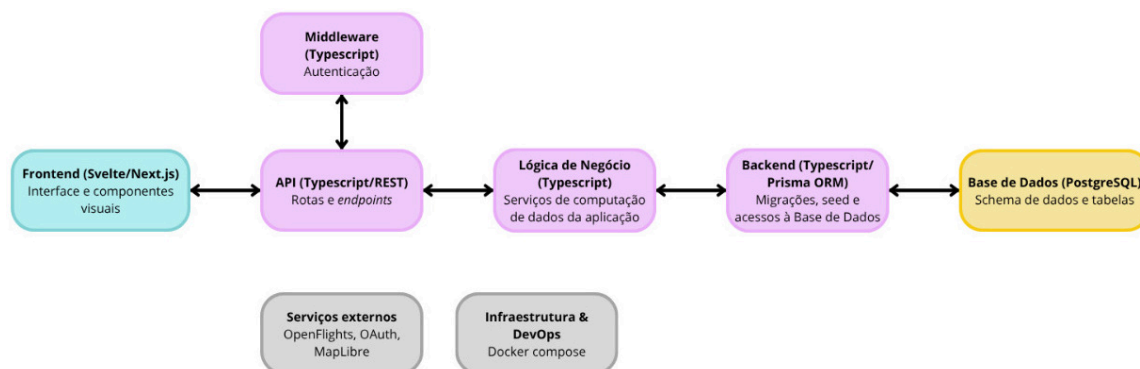 Middleware
(Typescript)
Autenticação
Frontend (Svelte/Next.js)
Interface e componentes
visuais
API (Typescript/REST)
Rotas e endpoints
Lógica de Negócio
(Typescript)
Serviços de computação
de dados da aplicação
Backend (Typescript/
Prisma ORM)
Migrações, seed e
acessos à Base de Dados
Base de Dados (PostgreSQL)
Schema de dados e tabelas
Serviços externos
OpenFlights, OAuth,
MapLibre
Infraestrutura &
DevOps
Docker compose